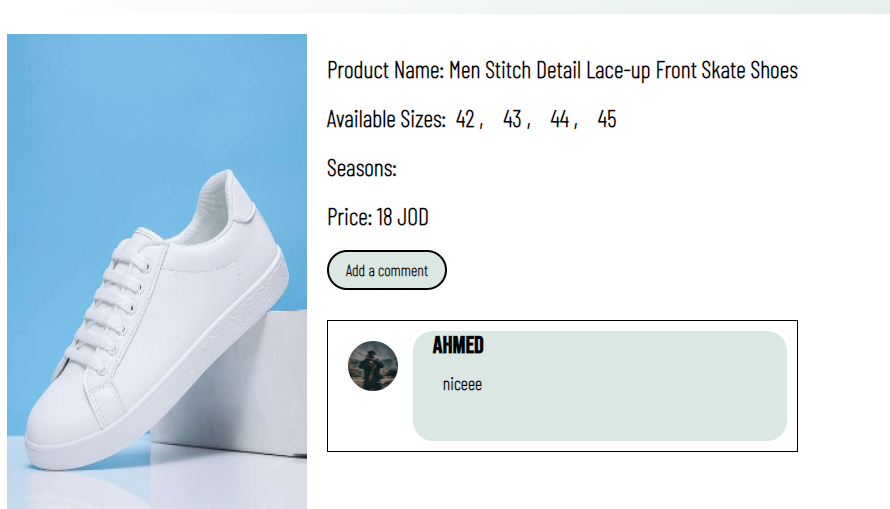 Product Name: Men Stitch Detail Lace-up Front Skate Shoes
Available Sizes: 42 , 43 , 44 , 45
Seasons:
Price: 18 JOD
Add a comment
AHMED
niceee